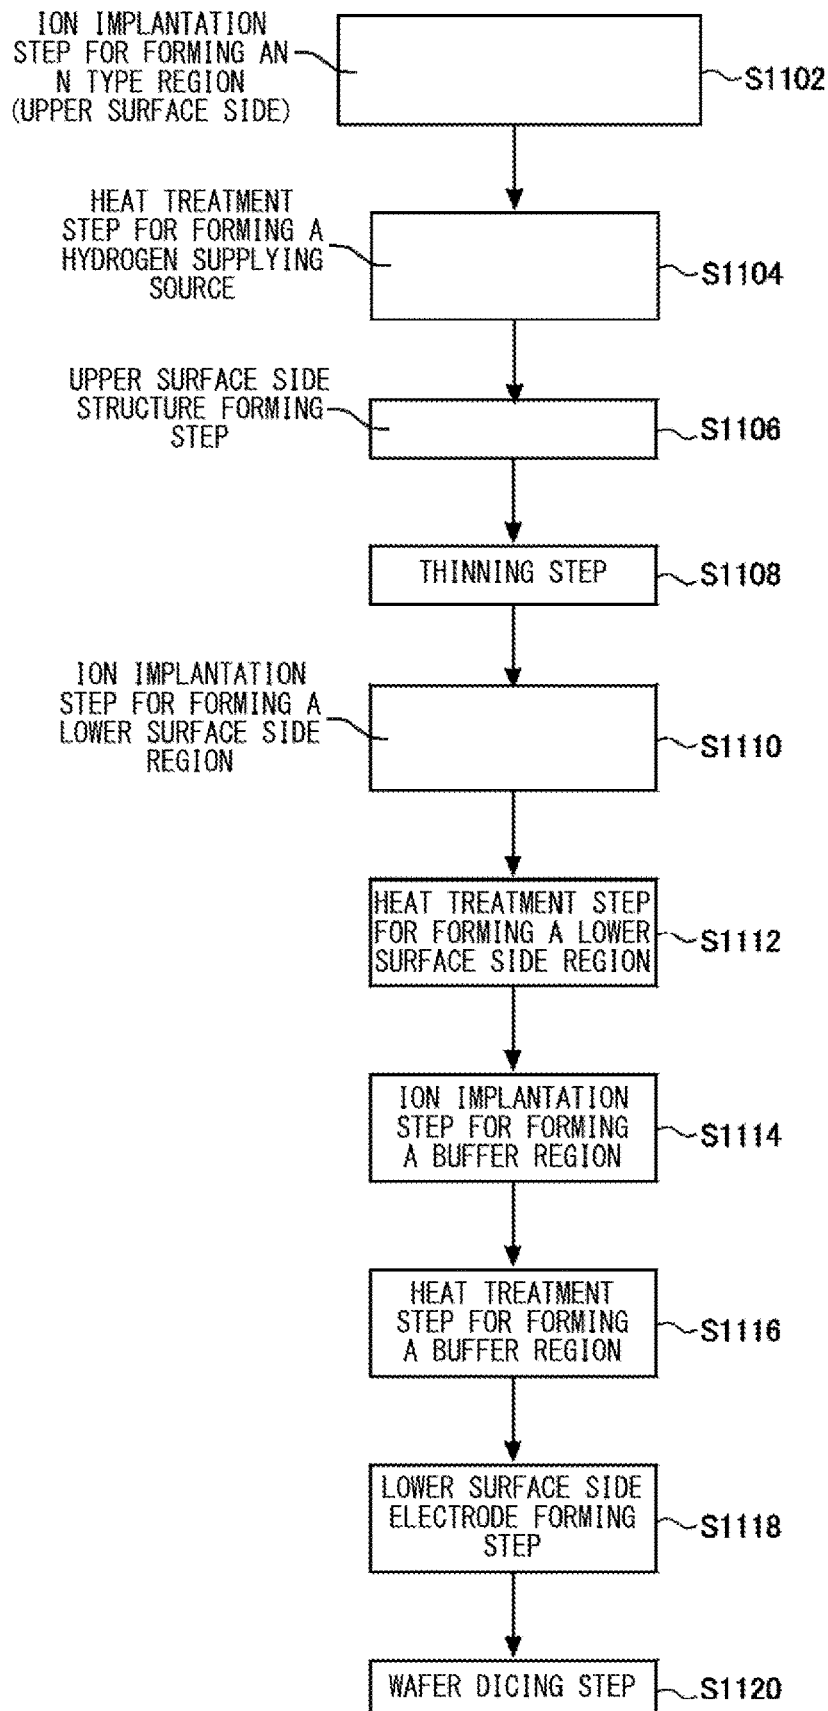 ION IMPLANTATION
STEP FOR FORMING AN
N TYPE REGION
(UPPER SURFACE SIDE)
S1102
HEAT TREATMENT
STEP FOR FORMING A
HYDROGEN SUPPLYING
SOURCE
S1104
UPPER SURFACE SIDE
STRUCTURE FORMING
STEP
S1106
THINNING STEP
S1108
ION IMPLANTATION
STEP FOR FORMING A
LOWER SURFACE SIDE
REGION
S1110
HEAT TREATMENT STEP
FOR FORMING A LOWER
SURFACE SIDE REGION
S1112
ION IMPLANTATION
STEP FOR FORMING
A BUFFER REGION
S1114
HEAT TREATMENT
STEP FOR FORMING
A BUFFER REGION
S1116
LOWER SURFACE SIDE
ELECTRODE FORMING
STEP
S1118
WAFER DICING STEP
S1120